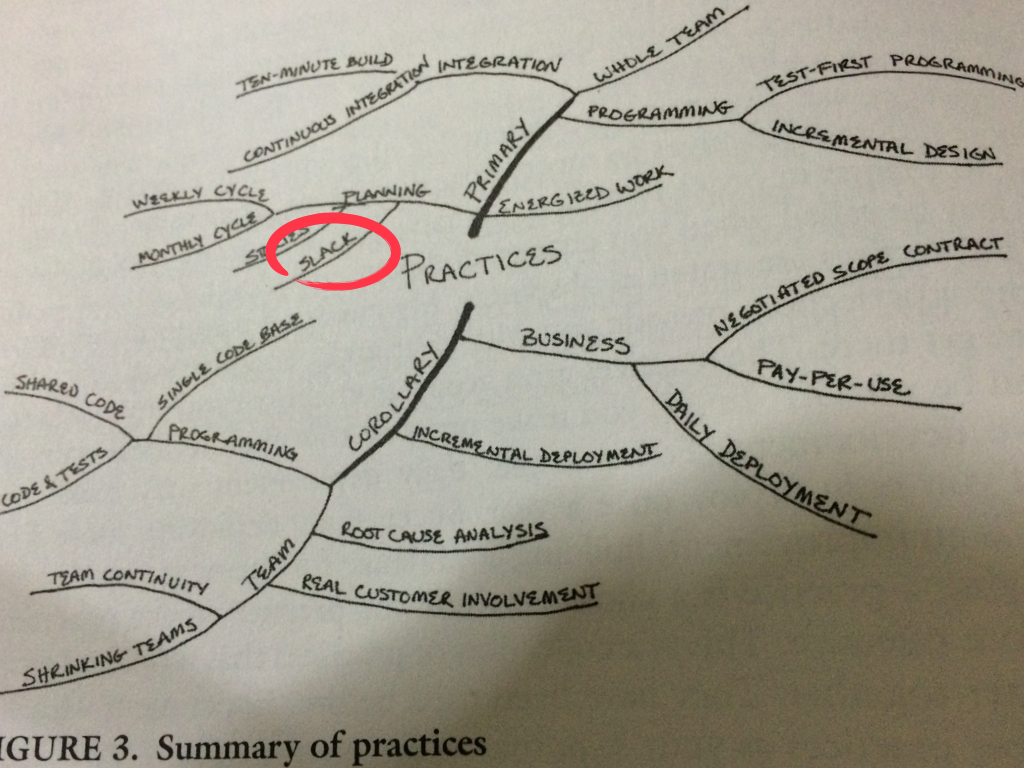 WHOLE TEAM
TEN-MINUTE BUILD
INTEGRATION
CONTINUOUS INTEGRATION
TEST-FIRST PROGRAMMING
PROGRAMMING
INCREMENTAL DESIGN
PRIMARY
ENERGIZED WORK
WEEKLY CYCLE
PLANNING
MONTHLY CYCLE
STORIES
SLACK
PRACTICES
NEGOTIATED SCOPE CONTRACT
BUSINESS
PAY-PER-USE
DAILY DEPLOYMENT
SINGLE CODE BASE
SHARED CODE
COROLLARY
PROGRAMMING
INCREMENTAL DEPLOYMENT
CODE & TESTS
ROOT CAUSE ANALYSIS
TEAM
TEAM CONTINUITY
REAL CUSTOMER INVOLVEMENT
SHRINKING TEAMS
IGURE 3. Summary of practices